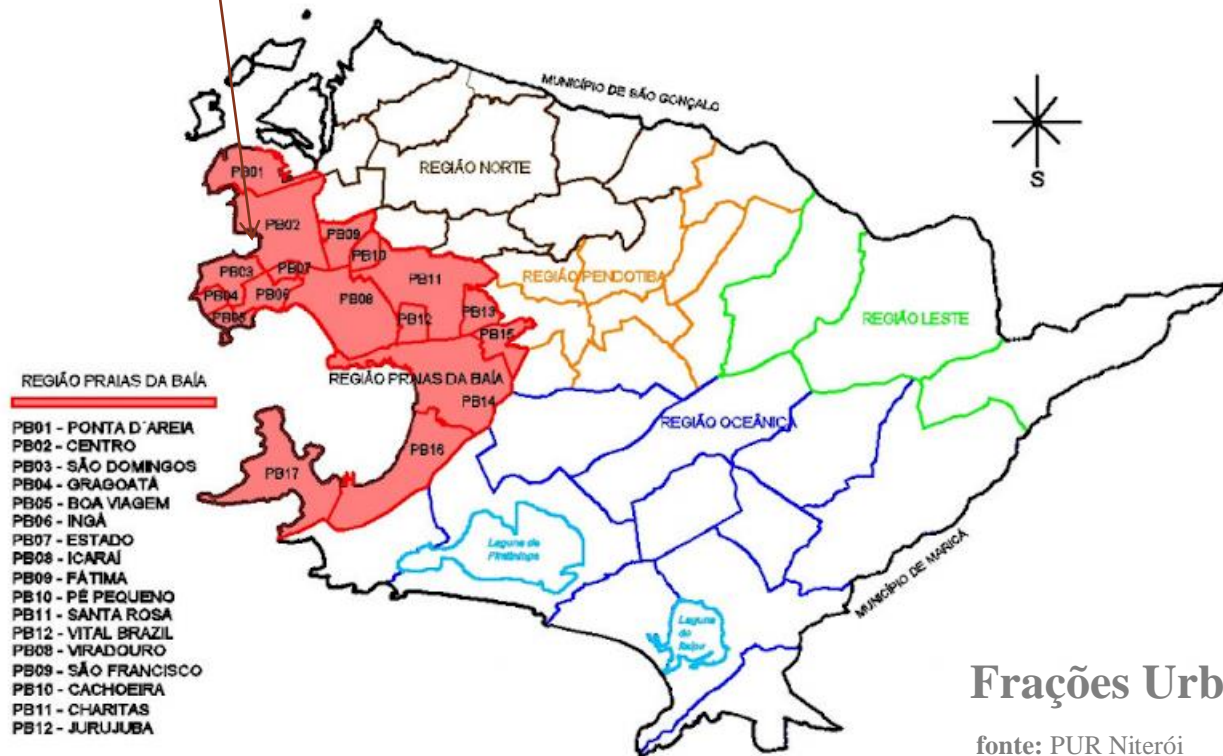 MUNICÍPIO DE SÃO GONÇALO
S
REGIÃO NORTE
PB01
PB02
PB09
PB10
PB03
PB07
PB11
PB04
PB06
PB08
PB05
PB12
PB13
PB15
REGIÃO PENDOTIBA
REGIÃO LESTE
REGIÃO PRAIAS DA BAÍA
PB14
REGIÃO OCEÂNICA
PB16
PB17
Laguna de
Piratininga
Laguna
de
Itaipu
MUNICÍPIO DE MARICÁ
REGIÃO PRAIAS DA BAÍA
PB01 - PONTA D´AREIA
PB02 - CENTRO
PB03 - SÃO DOMINGOS
PB04 - GRAGOATÁ
PB05 - BOA VIAGEM
PB06 - INGÁ
PB07 - ESTADO
PB08 - ICARAÍ
PB09 - FÁTIMA
PB10 - PÉ PEQUENO
PB11 - SANTA ROSA
PB12 - VITAL BRAZIL
PB08 - VIRADOURO
PB09 - SÃO FRANCISCO
PB10 - CACHOEIRA
PB11 - CHARITAS
PB12 - JURUJUBA
Frações Urb
fonte: PUR Niterói